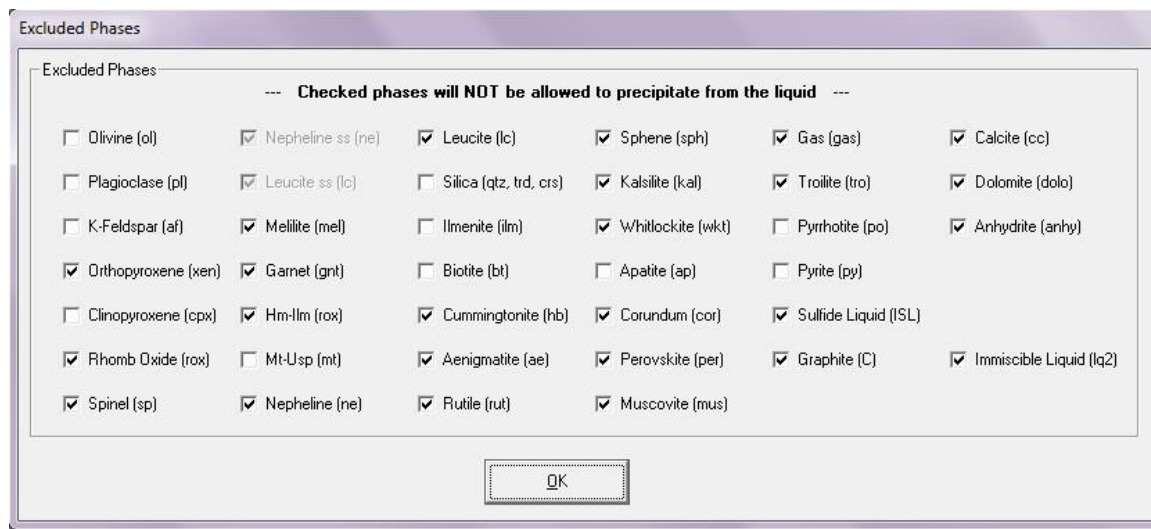 Excluded Phases
Excluded Phases
--- Checked phases will NOT be allowed to precipitate from the liquid ---
Olivine (ol) Nepheline ss (ne) Leucite (lc) Sphene (sph) Gas (gas) Calcite (cc)
Plagioclase (pl) Leucite ss (lc) Silica (qtz, trd, crs) Kalsilite (kal) Troilite (tro) Dolomite (dolo)
K-Feldspar (af) Melilite (mel) Ilmenite (ilm) Whitlockite (wkt) Pyrrhotite (po) Anhydrite (anhy)
Orthopyroxene (xen) Garnet (gnt) Biotite (bt) Apatite (ap) Pyrite (py)
Clinopyroxene (cpx) Hm-Ilm (rox) Cummingtonite (hb) Corundum (cor) Sulfide Liquid (ISL)
Rhomb Oxide (rox) Mt-Usp (mt) Aenigmatite (ae) Perovskite (per) Graphite (C) Immiscible Liquid (lq2)
Spinel (sp) Nepheline (ne) Rutile (rut) Muscovite (mus)
OK